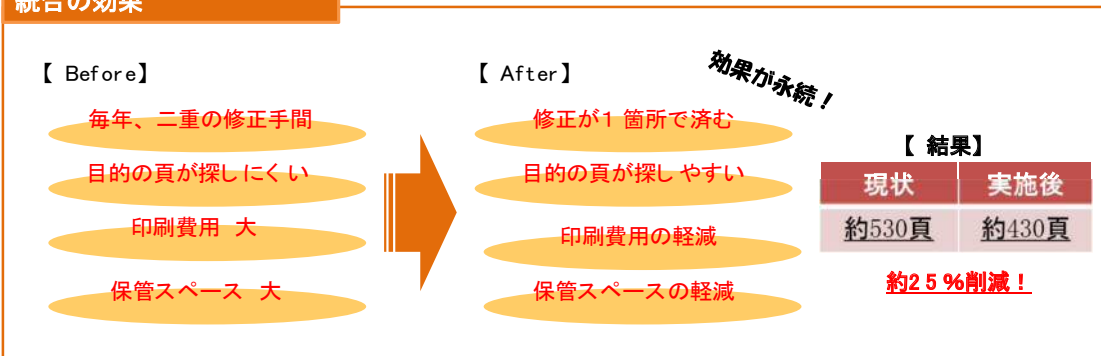 統合の効果
【 Before】
毎年、二重の修正手間
目的の頁が探しにくい
印刷費用 大
保管スペース 大
【 After】
効果が永続！
修正が1 箇所で済む
目的の頁が探しやすい
印刷費用の軽減
保管スペースの軽減
【 結果】
現状 実施後
約530頁 約430頁
約2 5 %削減！